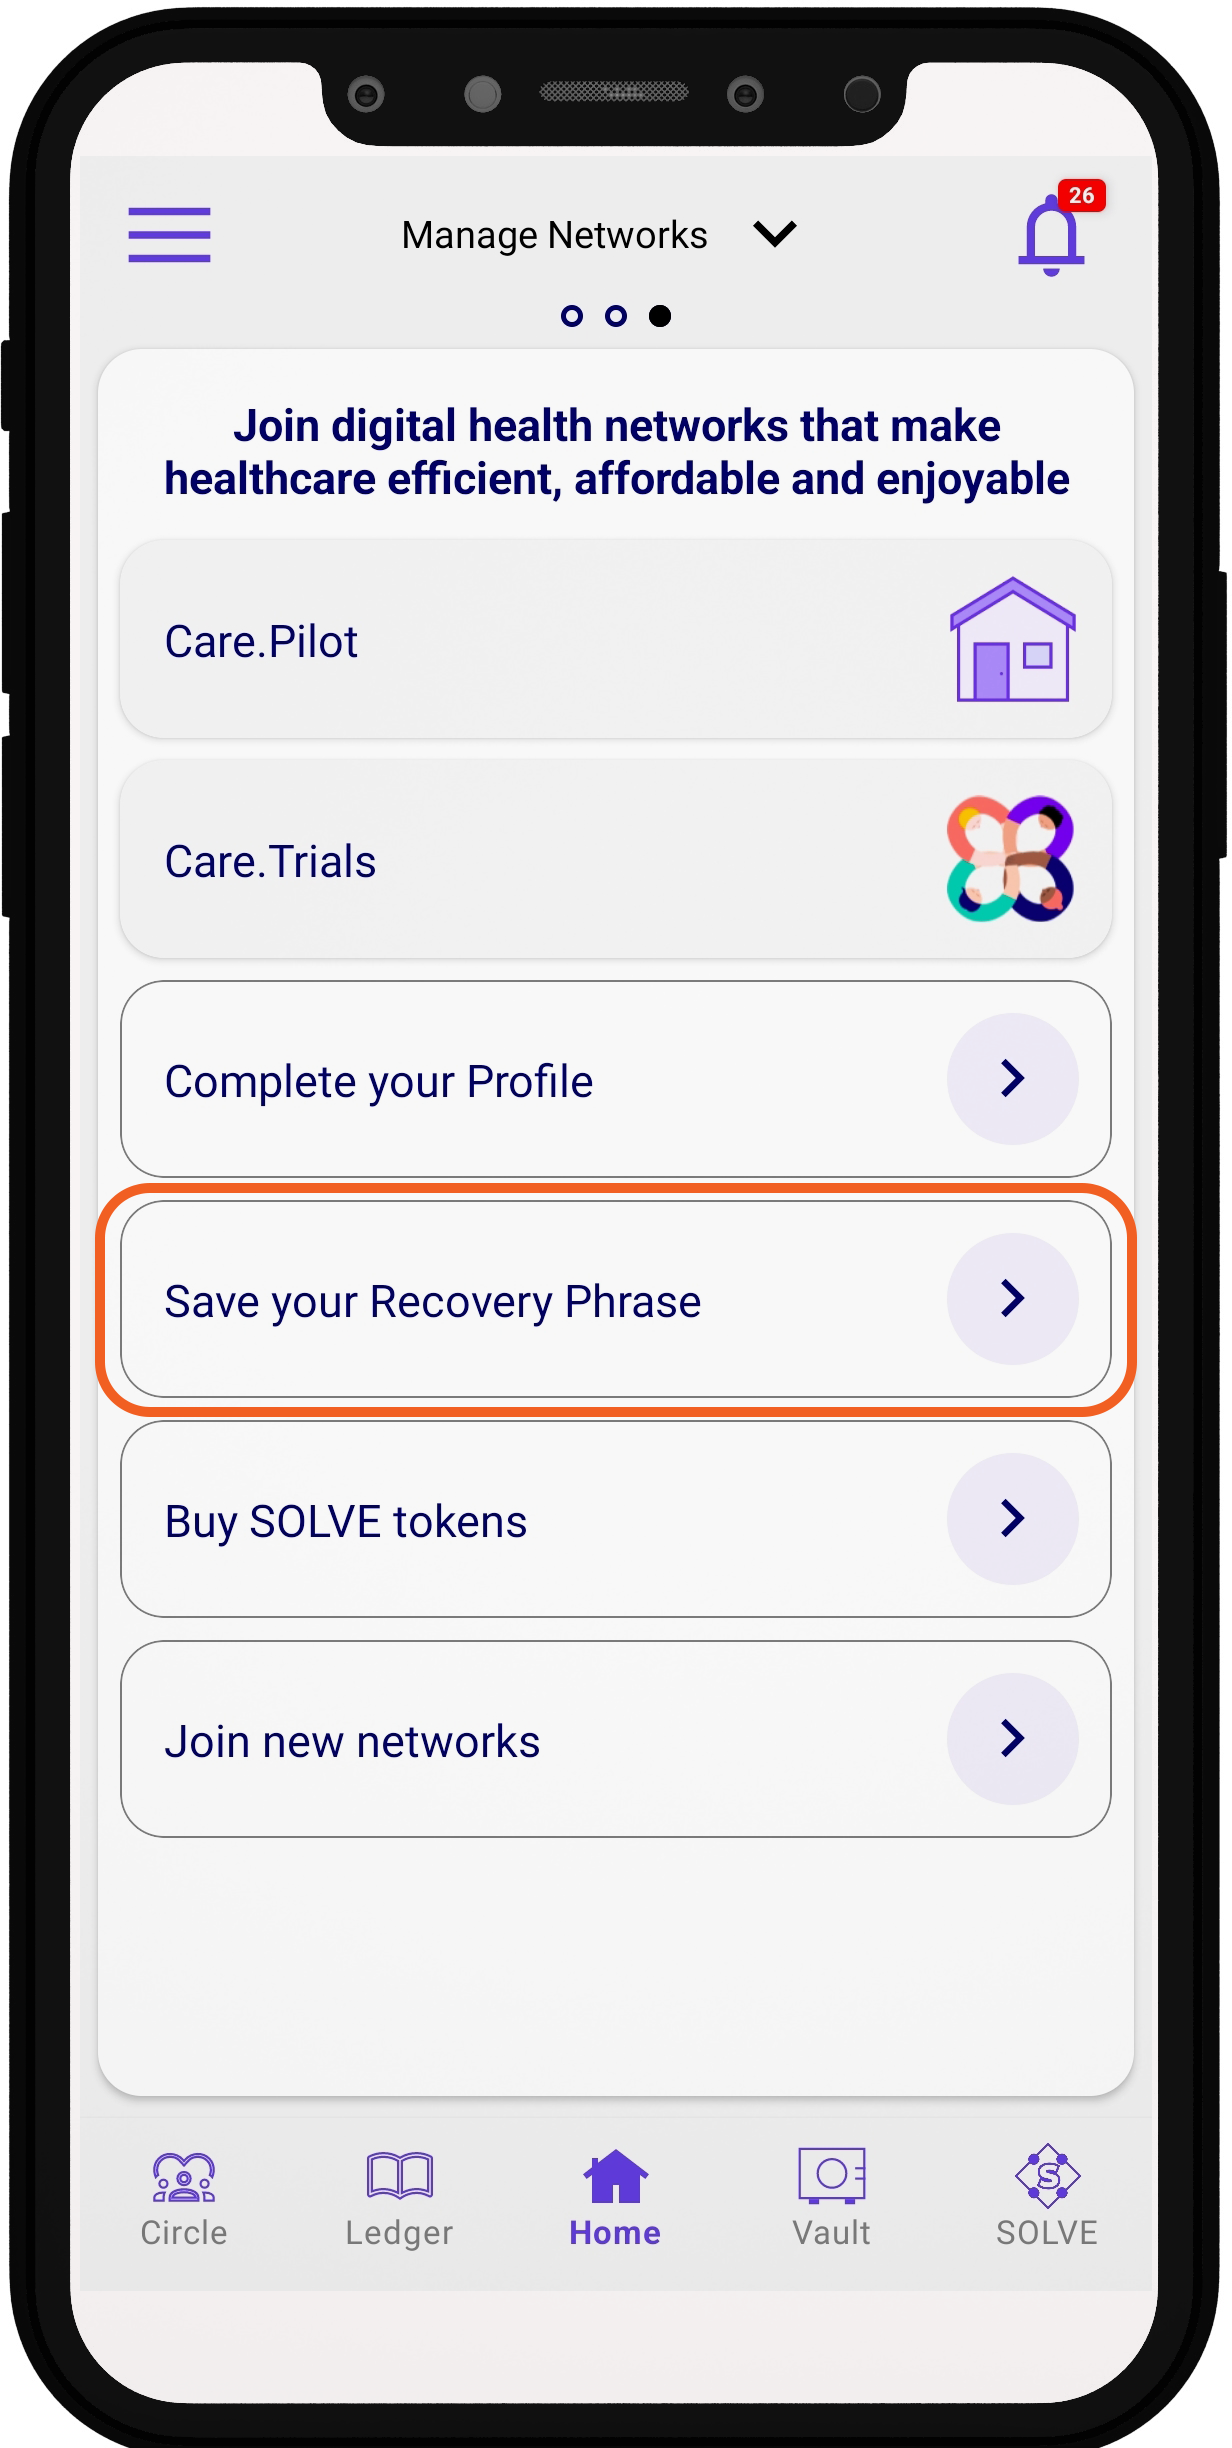 26
Manage Networks
Join digital health networks that make
healthcare efficient, affordable and enjoyable
Care.Pilot
Care.Trials
Complete your Profile
Save your Recovery Phrase
Buy SOLVE tokens
Join new networks
S
Circle
Ledger
Home
Vault
SOLVE